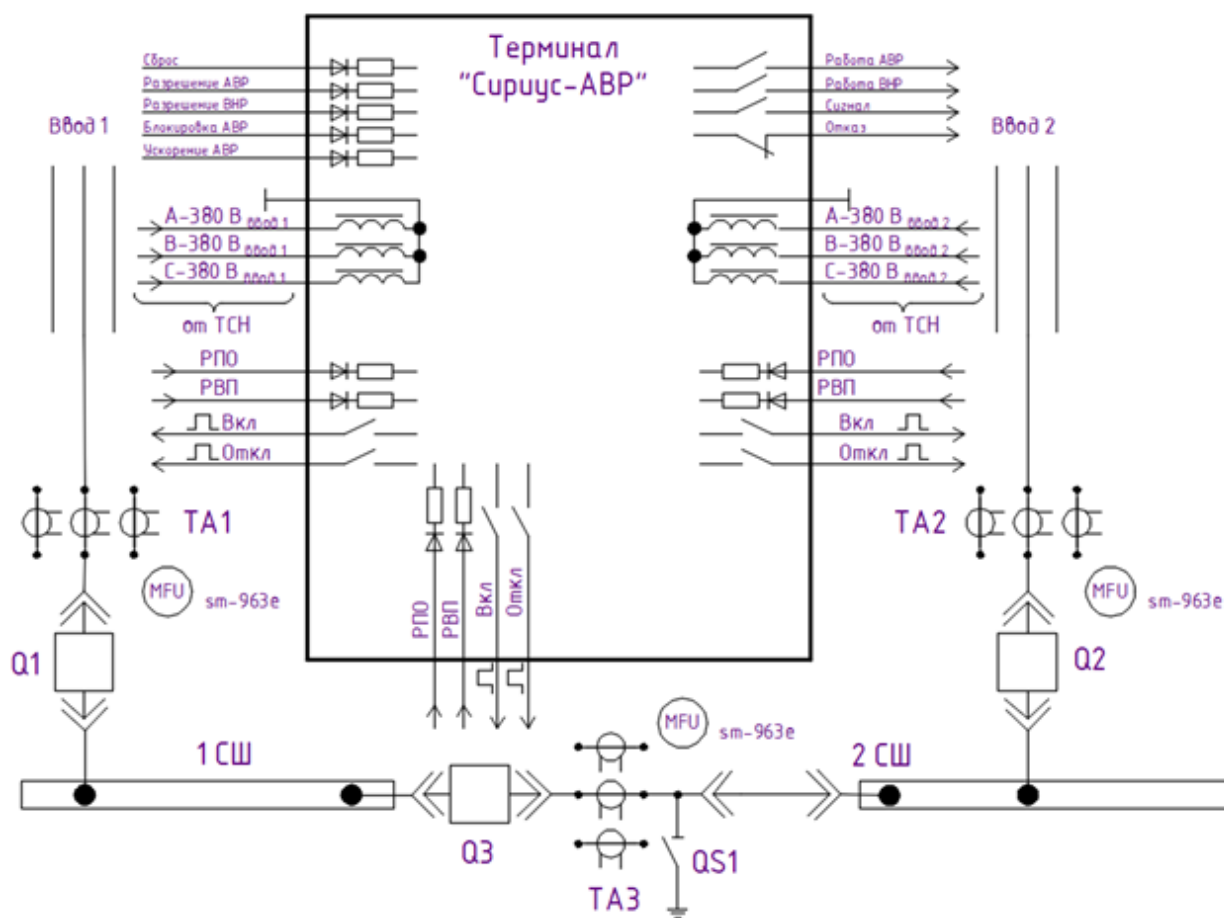 Терминал
"Сириус-АВР"
Сброс
Разрешение АВР
Разрешение ВНР
Блокировка АВР
Ускорение АВР
Работа АВР
Работа ВНР
Сигнал
Отказ
Ввод 1
Ввод 2
А-380 В ввод 1
В-380 В ввод 1
С-380 В ввод 1
от ТСН
А-380 В ввод 2
В-380 В ввод 2
С-380 В ввод 2
от ТСН
РПО
РВП
Вкл
Откл
РПО
РВП
Вкл
Откл
ТА1
ТА2
MFU
sm-963e
MFU
sm-963e
РПО
РВП
Вкл
Откл
Q1
Q2
MFU
sm-963e
1 СШ
2 СШ
Q3
QS1
ТА3